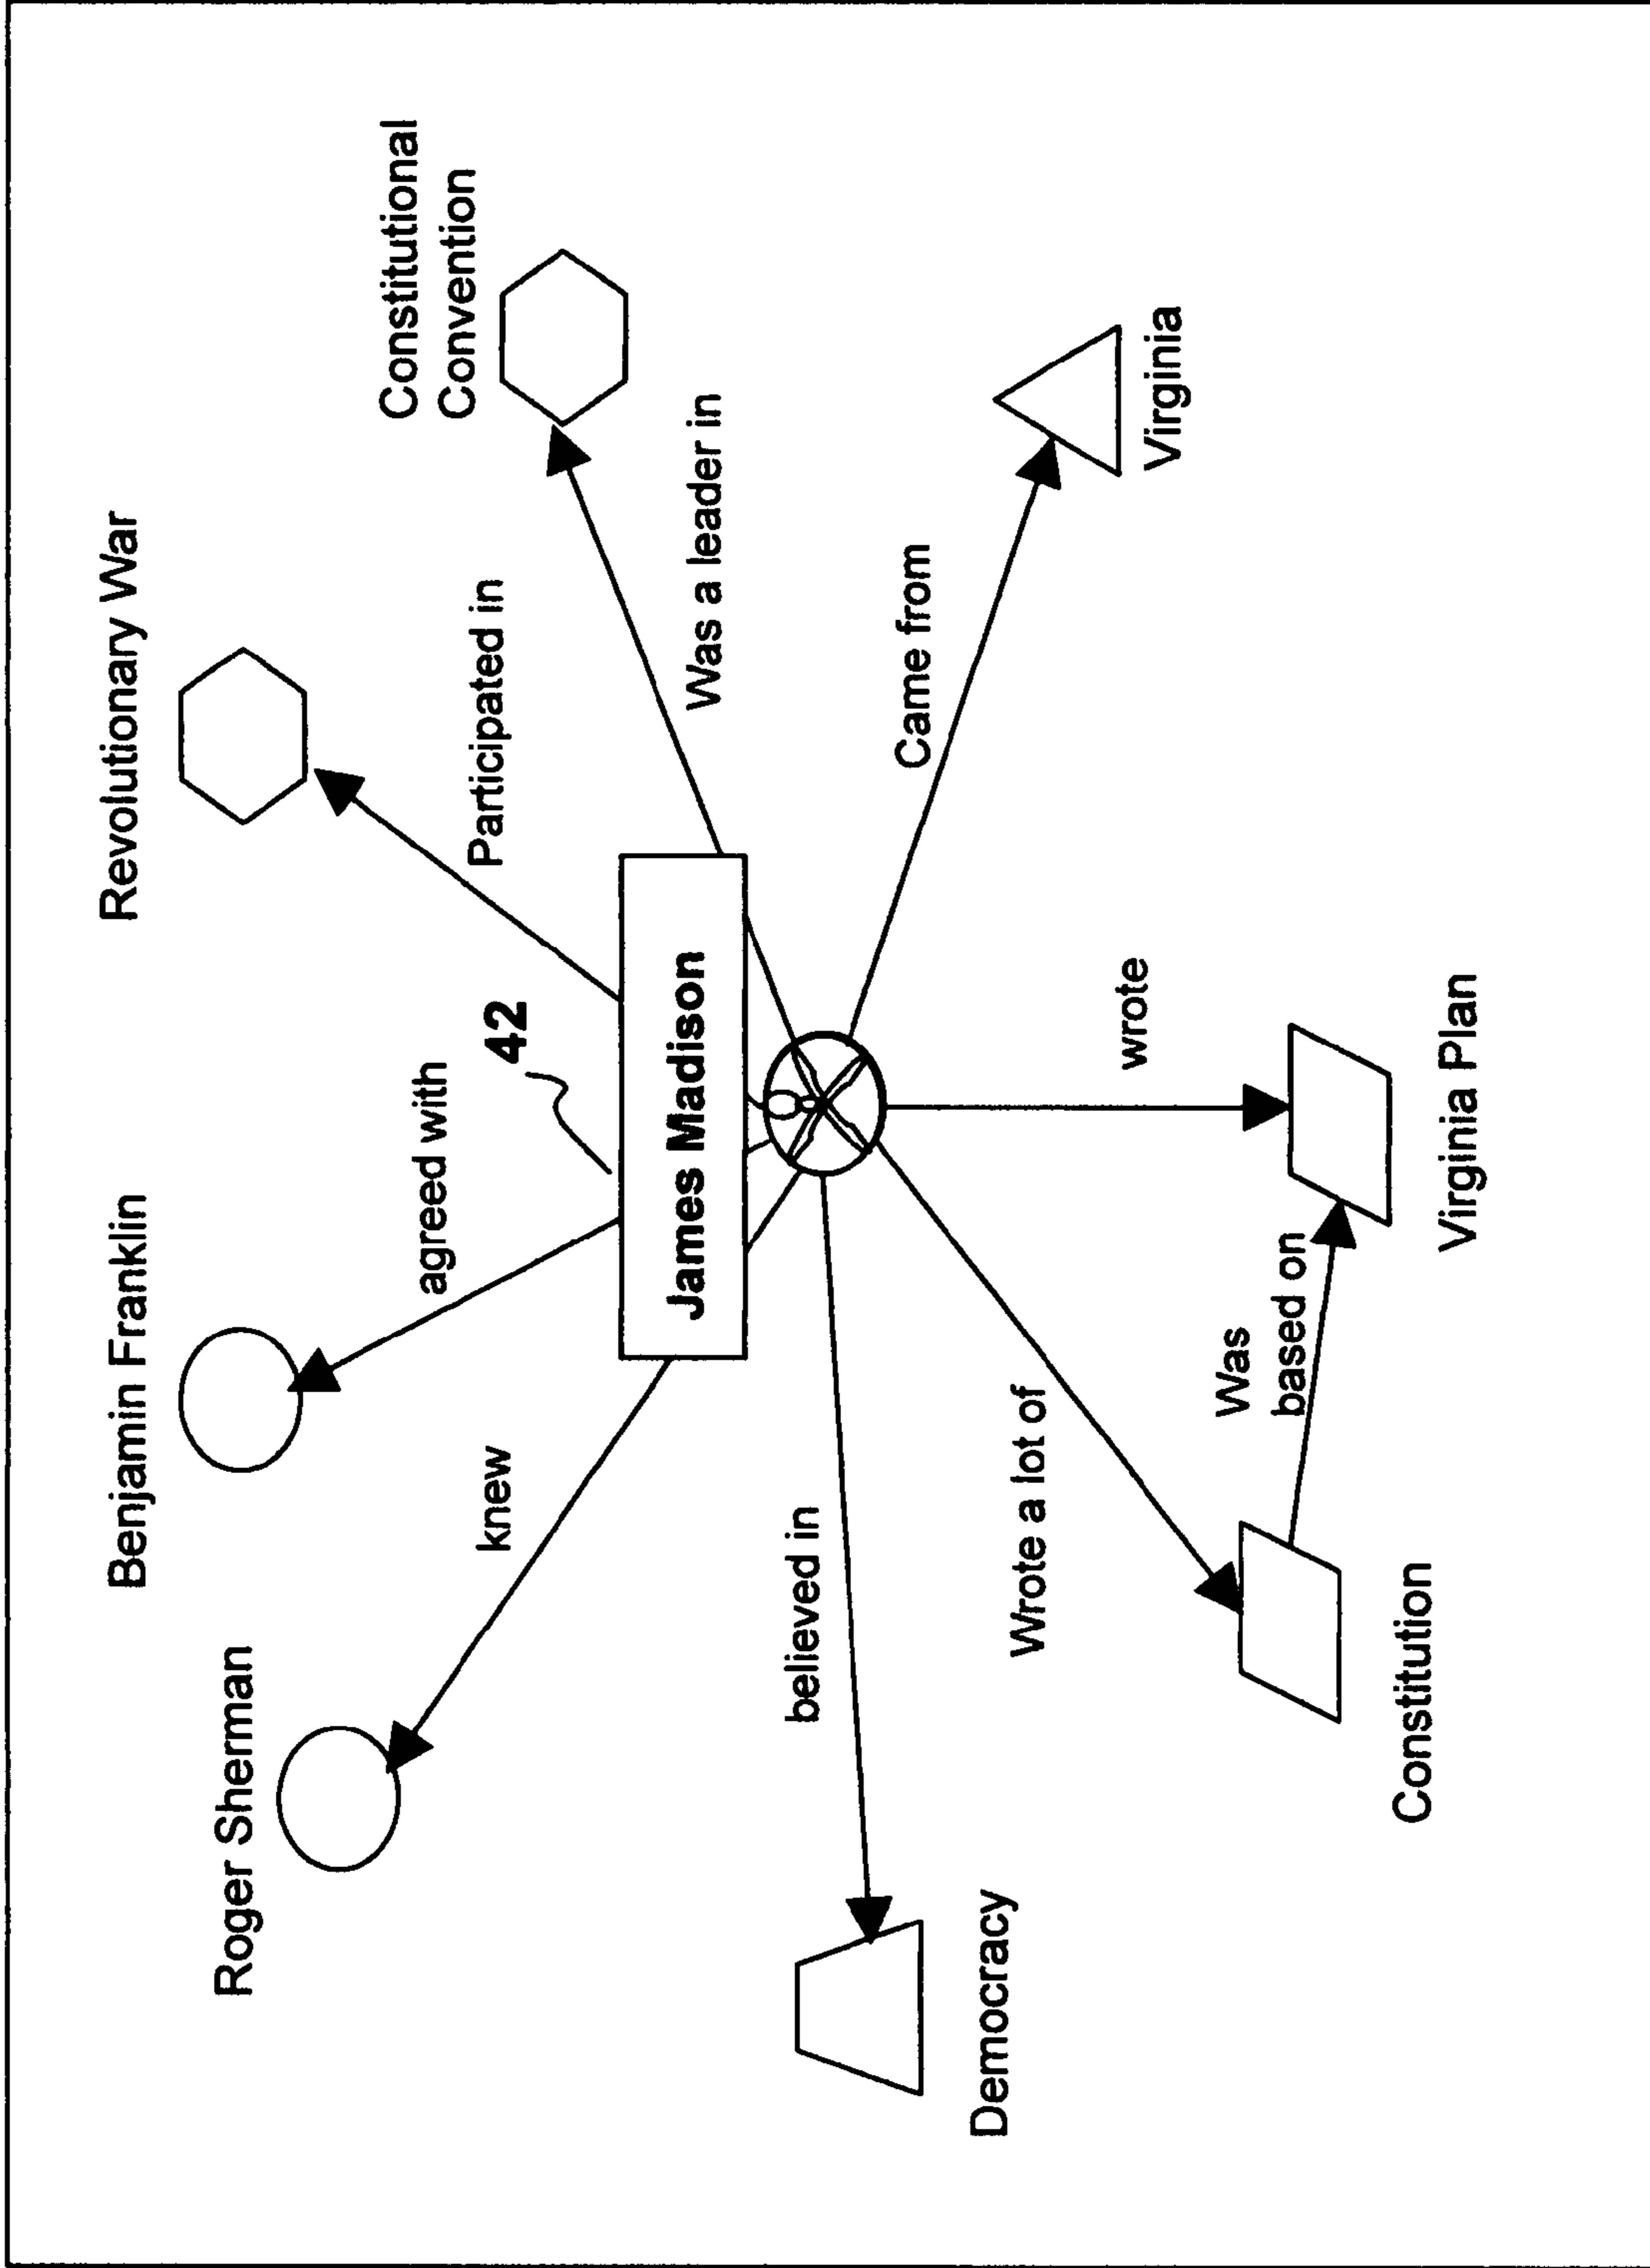 Revolutionary War
Benjamin Franklin
Roger Sherman
Constitutional
Convention
Participated in
agreed with
42
knew
Was a leader in
James Madison
believed in
Came from
Democracy
Wrote a lot of
wrote
Virginia
Was
based on
Constitution
Virginia Plan